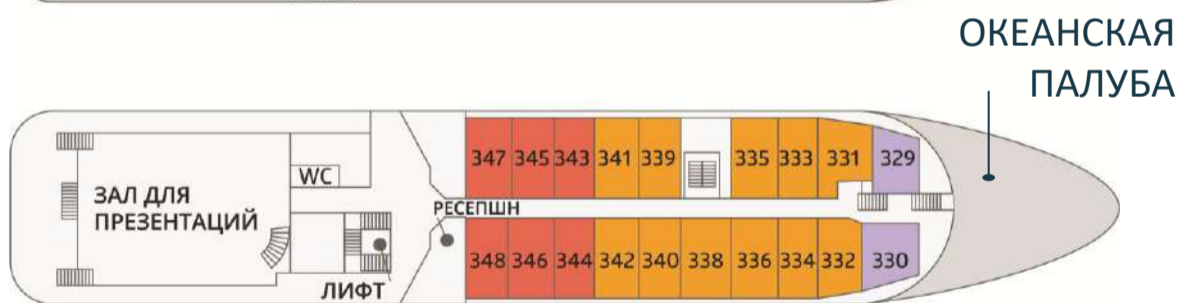 ОКЕАНСКАЯ
ПАЛУБА
347 345 343 341 339 335 333 331 329
WC
ЗАЛ ДЛЯ
ПРЕЗЕНТАЦИЙ
РЕСЕПШН
348 346 344 342 340 338 336 334 332 330
ЛИФТ